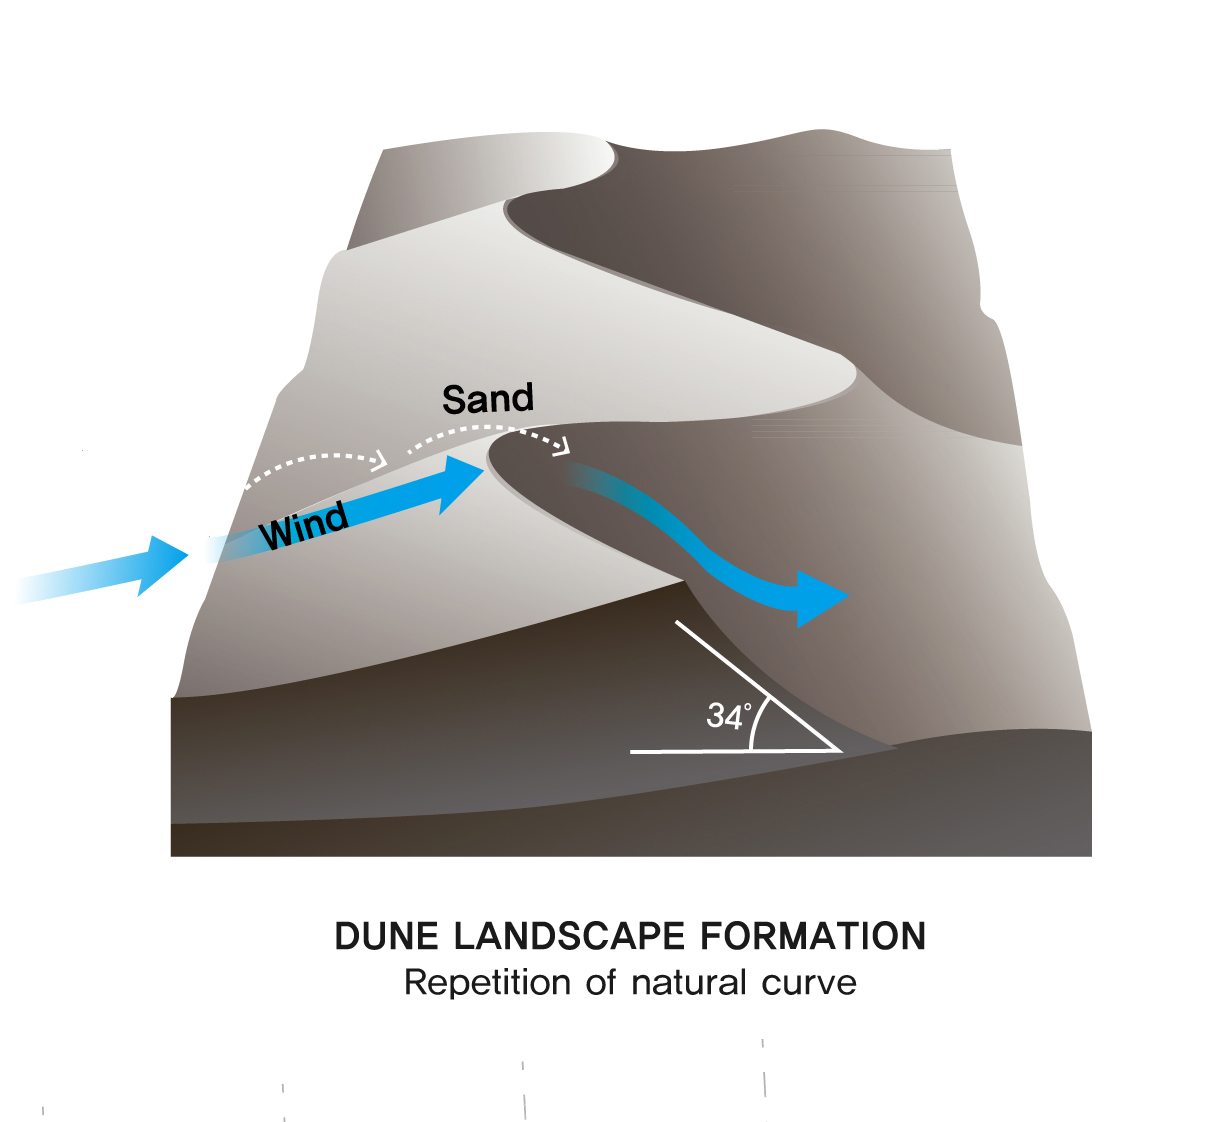 Sand
Wind
34°
DUNE LANDSCAPE FORMATION
Repetition of natural curve